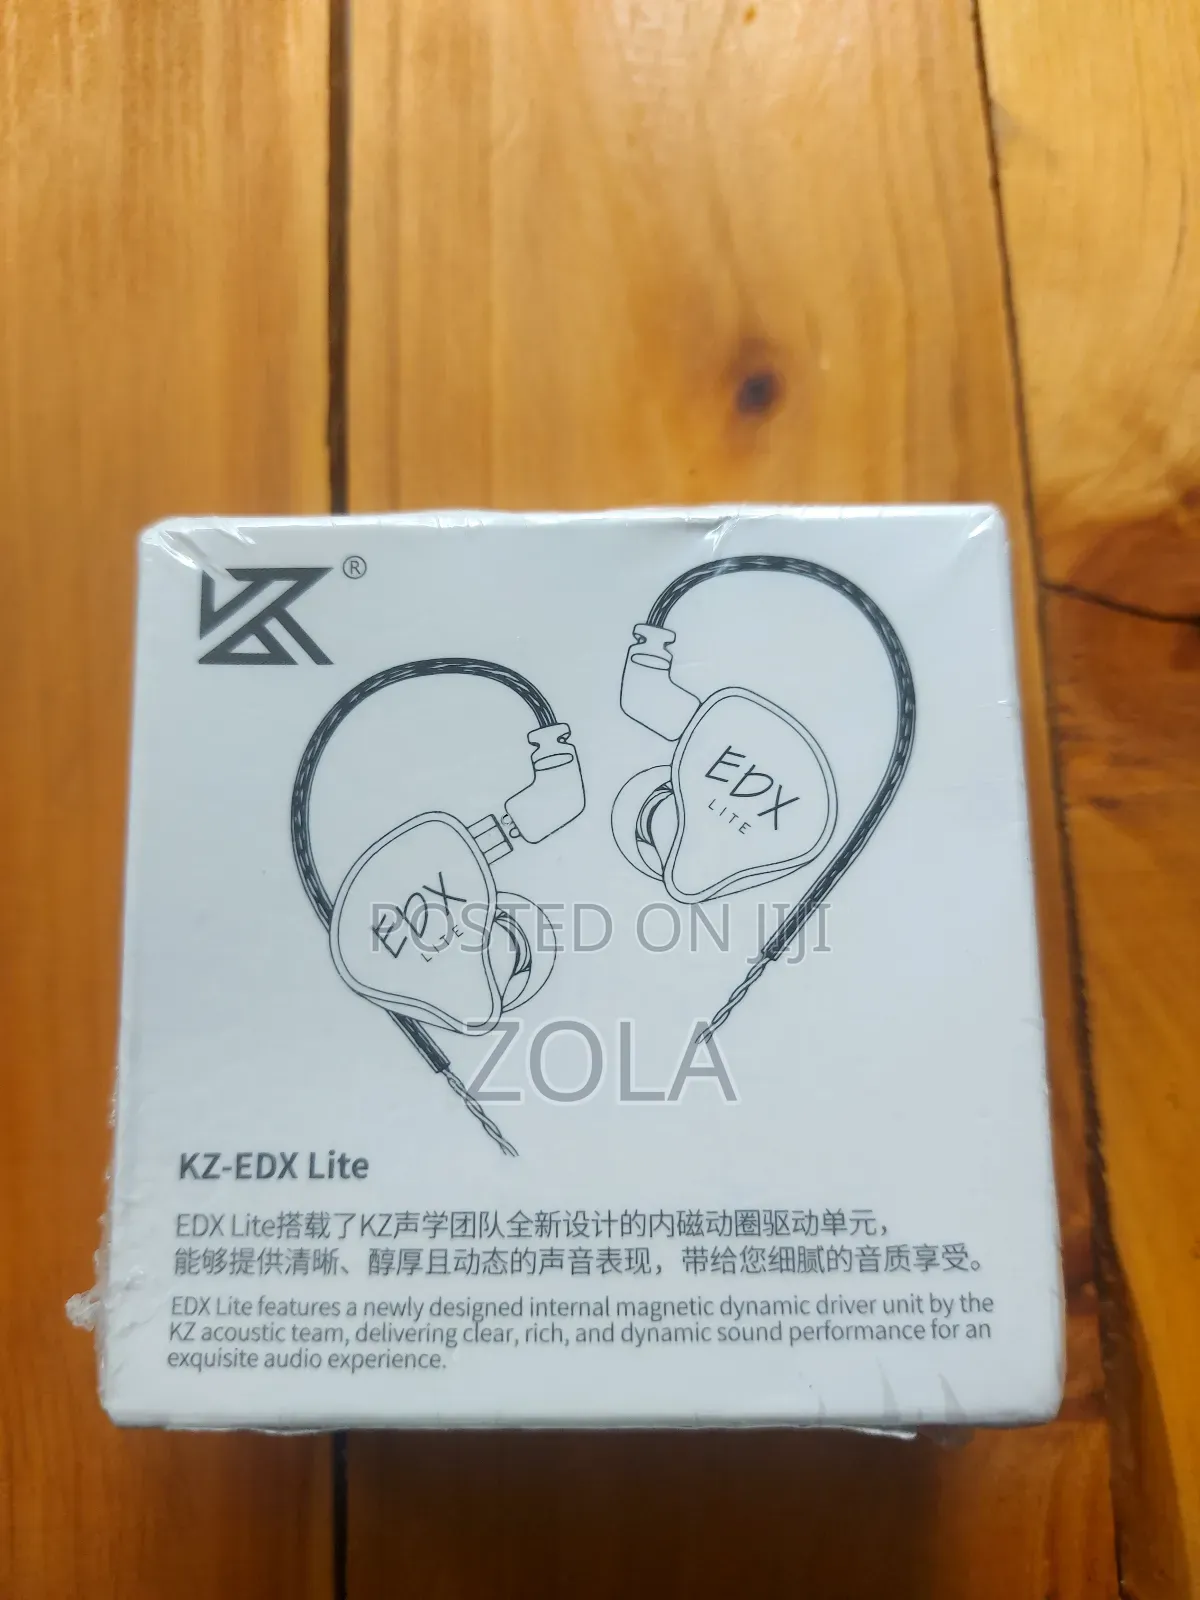 KZ®
EDX
LITE
EDX
LITE
POSTED ON JIJI
ZOLA
KZ-EDX Lite
EDX Lite搭载了KZ声学团队全新设计的内磁动圈驱动单元，
能够提供清晰、醇厚且动态的声音表现，带给您细腻的音质享受。
EDX Lite features a newly designed internal magnetic dynamic driver unit by the
KZ acoustic team, delivering clear, rich, and dynamic sound performance for an
exquisite audio experience.